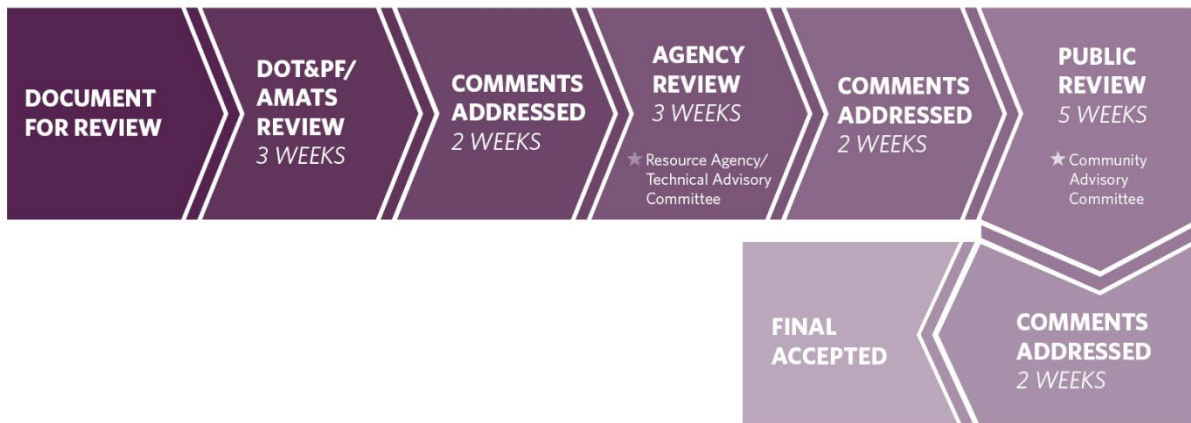 DOCUMENT
FOR REVIEW
DOT&PF/
AMATS
REVIEW
3 WEEKS
COMMENTS
ADDRESSED
2 WEEKS
AGENCY
REVIEW
3 WEEKS
★ Resource Agency/
Technical Advisory
Committee
COMMENTS
ADDRESSED
2 WEEKS
PUBLIC
REVIEW
5 WEEKS
★ Community
Advisory
Committee
COMMENTS
ADDRESSED
2 WEEKS
FINAL
ACCEPTED